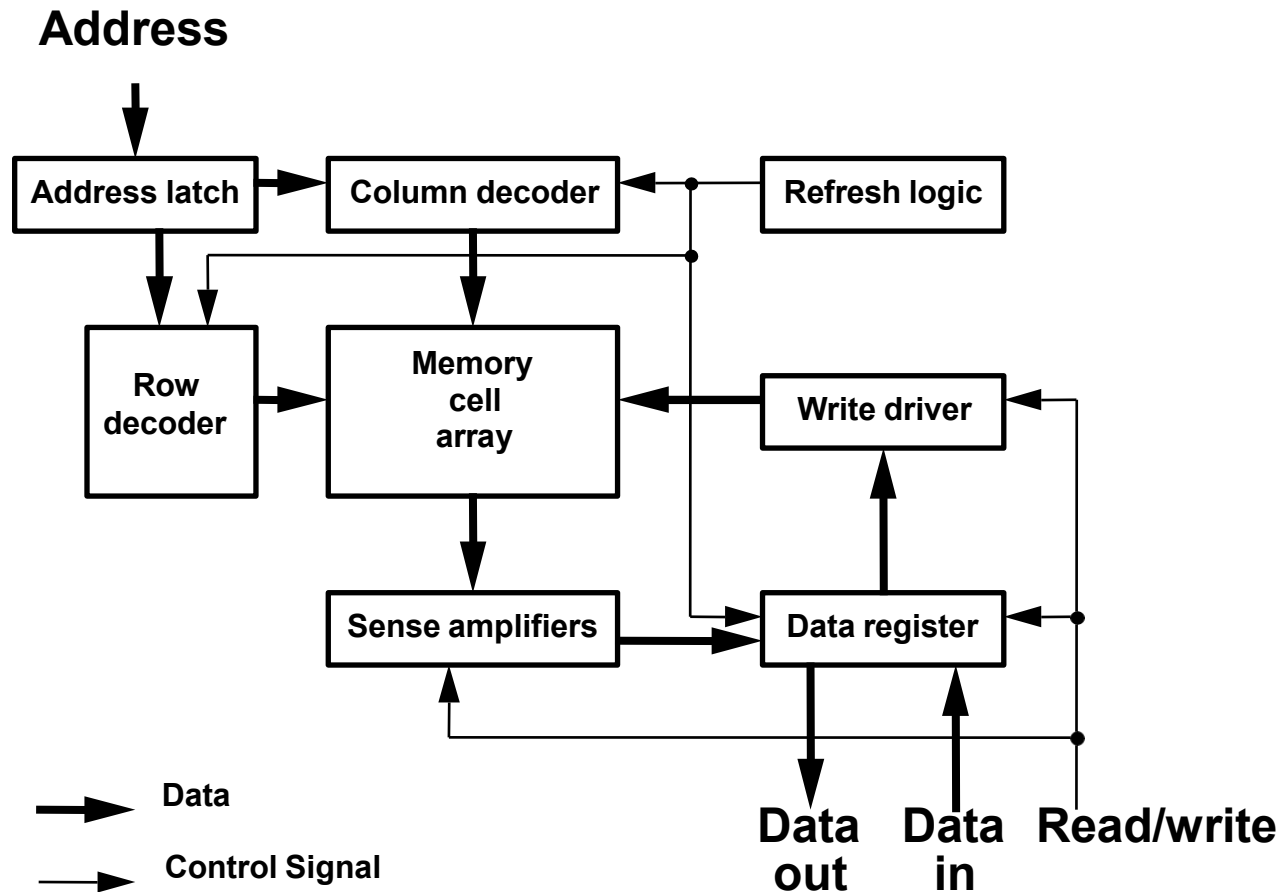 Address
Address latch
Column decoder
Refresh logic
Row
decoder
Memory
cell
array
Write driver
Sense amplifiers
Data register
Data
Control Signal
Data
out
Data
in
Read/write